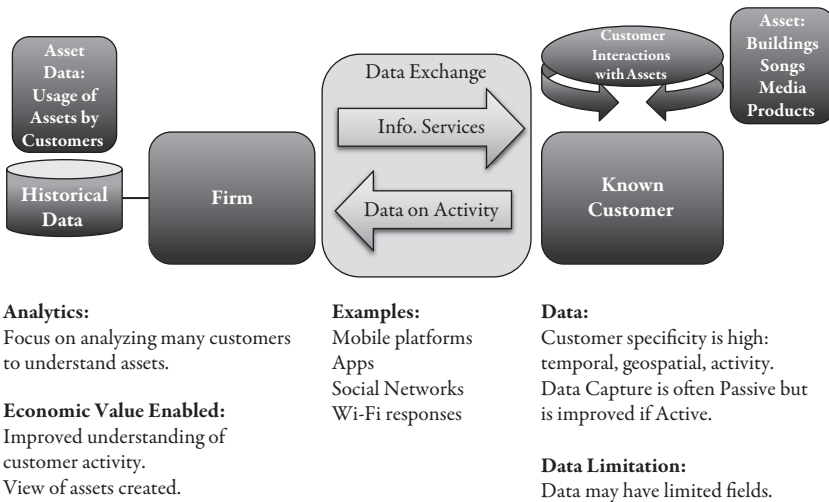 Asset
Data:
Usage of
Assets by
Customers
Historical
Data
Firm
Data Exchange
Info. Services
Data on Activity
Customer
Interactions
with Assets
Asset:
Buildings
Songs
Media
Products
Known
Customer
Analytics:
Focus on analyzing many customers
to understand assets.
Economic Value Enabled:
Improved understanding of
customer activity.
View of assets created.
Examples:
Mobile platforms
Apps
Social Networks
Wi-Fi responses
Data:
Customer specificity is high:
temporal, geospatial, activity.
Data Capture is often Passive but
is improved if Active.
Data Limitation:
Data may have limited fields.